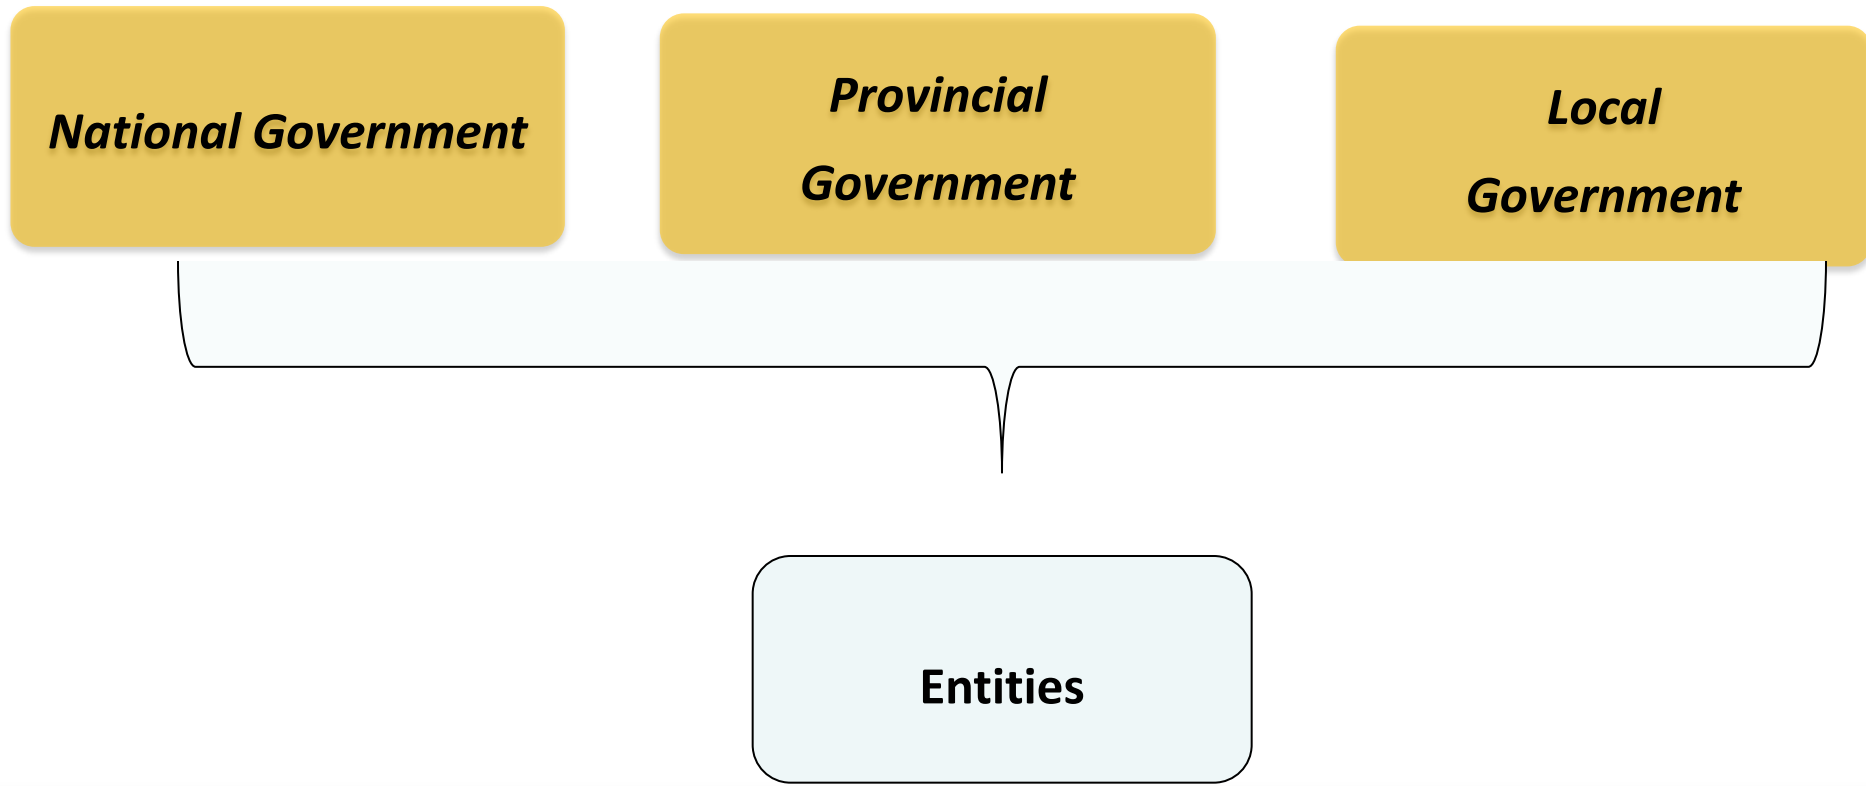 National Government
Provincial
Government
Local
Government
Entities